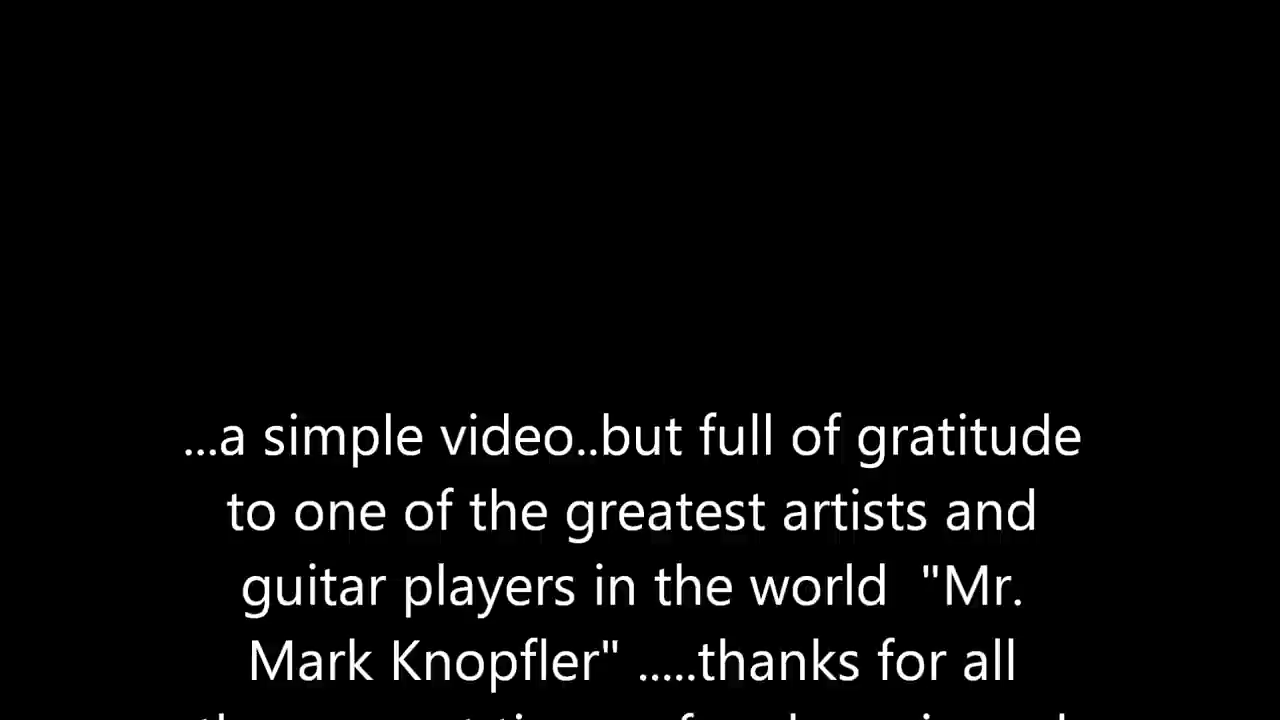 ...a simple video..but full of gratitude
to one of the greatest artists and
guitar players in the world  "Mr.
Mark Knopfler" .....thanks for all